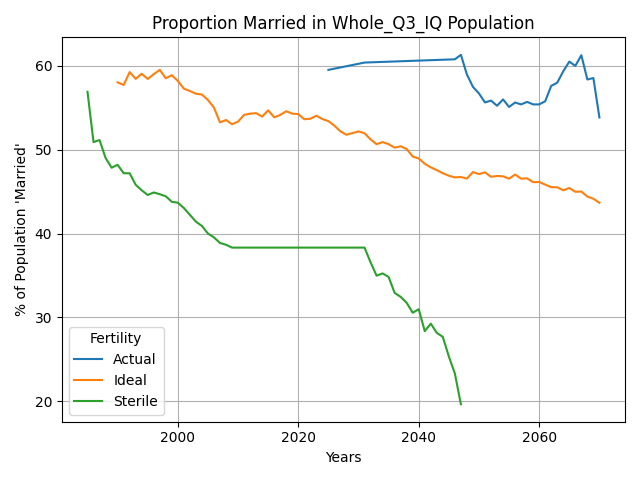 Proportion Married in Whole_Q3_IQ Population
% of Population 'Married'
60
50
40
30
20
Fertility
Actual
Ideal
Sterile
2000 2020 2040 2060
Years